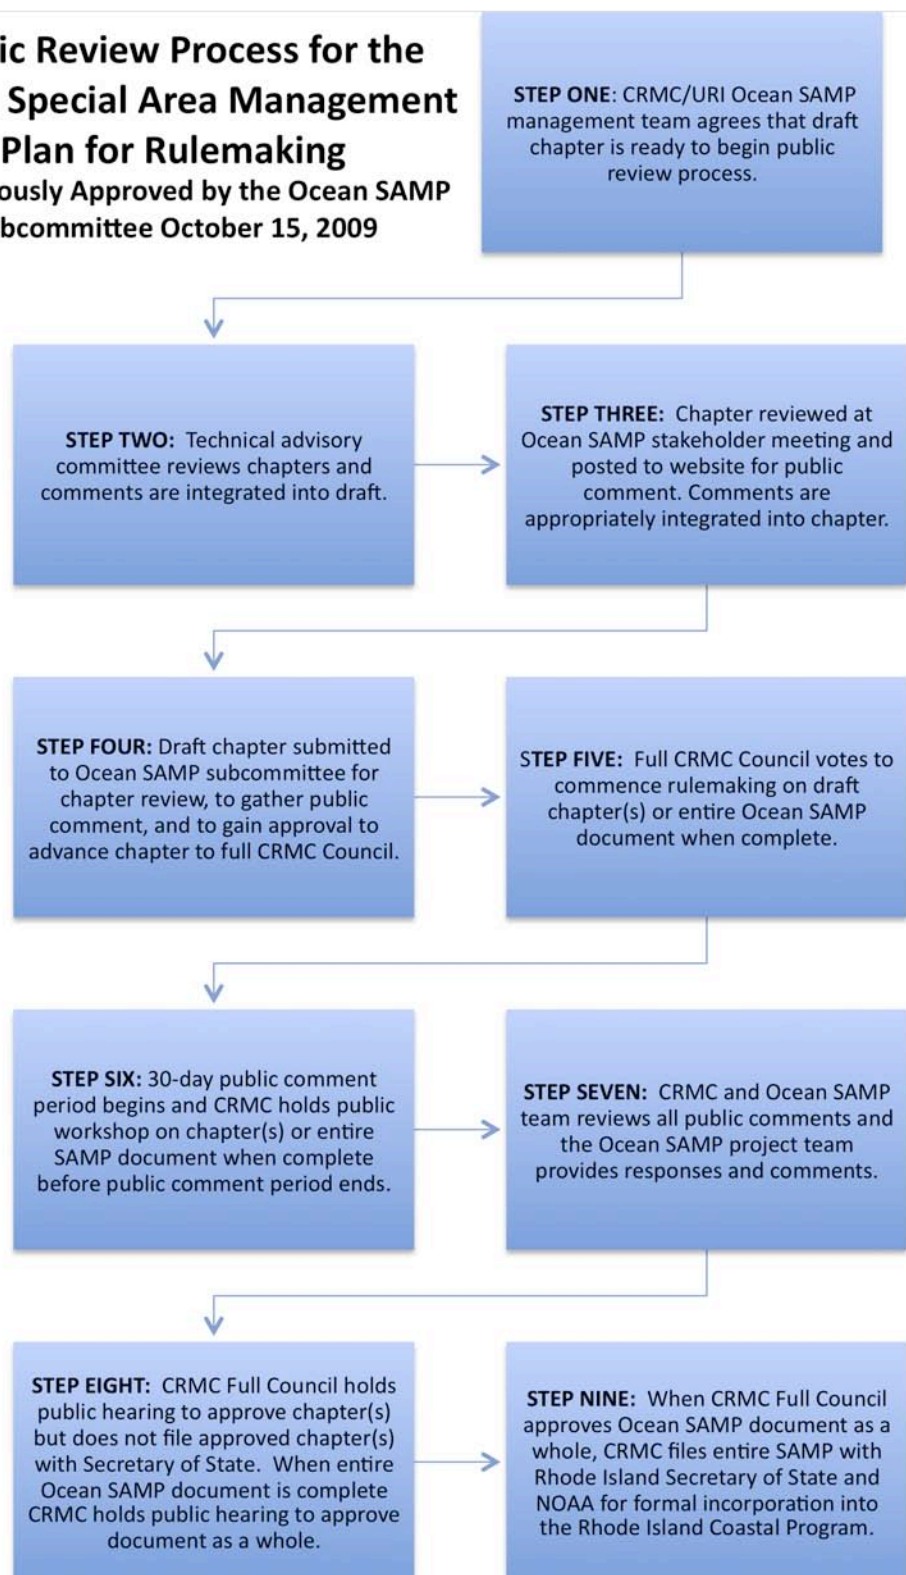 ic Review Process for the
Special Area Management
Plan for Rulemaking
ously Approved by the Ocean SAMP
bcommittee October 15, 2009
STEP ONE: CRMC/URI Ocean SAMP
management team agrees that draft
chapter is ready to begin public
review process.
STEP TWO: Technical advisory
committee reviews chapters and
comments are integrated into draft.
STEP THREE: Chapter reviewed at
Ocean SAMP stakeholder meeting and
posted to website for public
comment. Comments are
appropriately integrated into chapter.
STEP FOUR: Draft chapter submitted
to Ocean SAMP subcommittee for
chapter review, to gather public
comment, and to gain approval to
advance chapter to full CRMC Council.
STEP FIVE: Full CRMC Council votes to
commence rulemaking on draft
chapter(s) or entire Ocean SAMP
document when complete.
STEP SIX: 30-day public comment
period begins and CRMC holds public
workshop on chapter(s) or entire
SAMP document when complete
before public comment period ends.
STEP SEVEN: CRMC and Ocean SAMP
team reviews all public comments and
the Ocean SAMP project team
provides responses and comments.
STEP EIGHT: CRMC Full Council holds
public hearing to approve chapter(s)
but does not file approved chapter(s)
with Secretary of State. When entire
Ocean SAMP document is complete
CRMC holds public hearing to approve
document as a whole.
STEP NINE: When CRMC Full Council
approves Ocean SAMP document as a
whole, CRMC files entire SAMP with
Rhode Island Secretary of State and
NOAA for formal incorporation into
the Rhode Island Coastal Program.